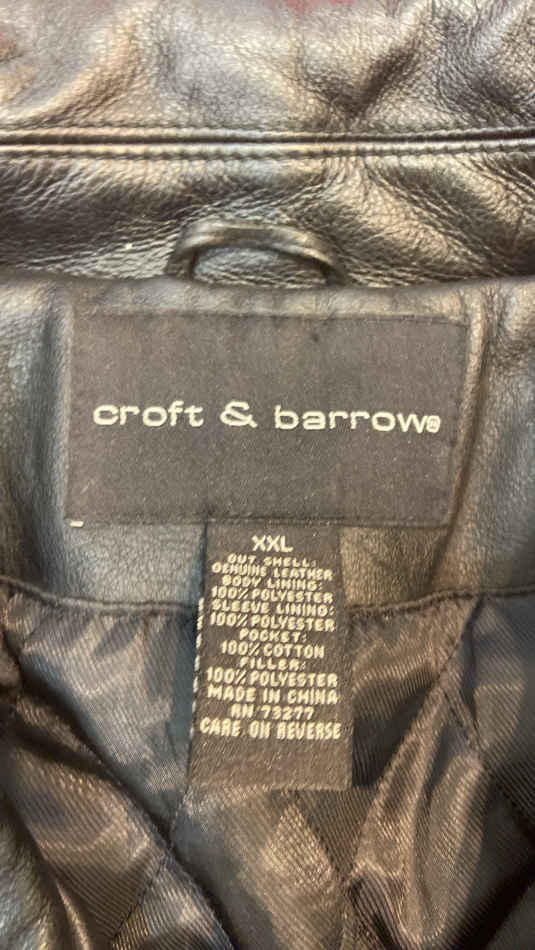 croft & barrow®
XXL
OUT SHELL:
GENUINE LEATHER
BODY LINING:
100% POLYESTER
SLEEVE LINING:
100% POLYESTER
POCKET:
100% COTTON
FILLER:
100% POLYESTER
MADE IN CHINA
RN 73277
CARE ON REVERSE